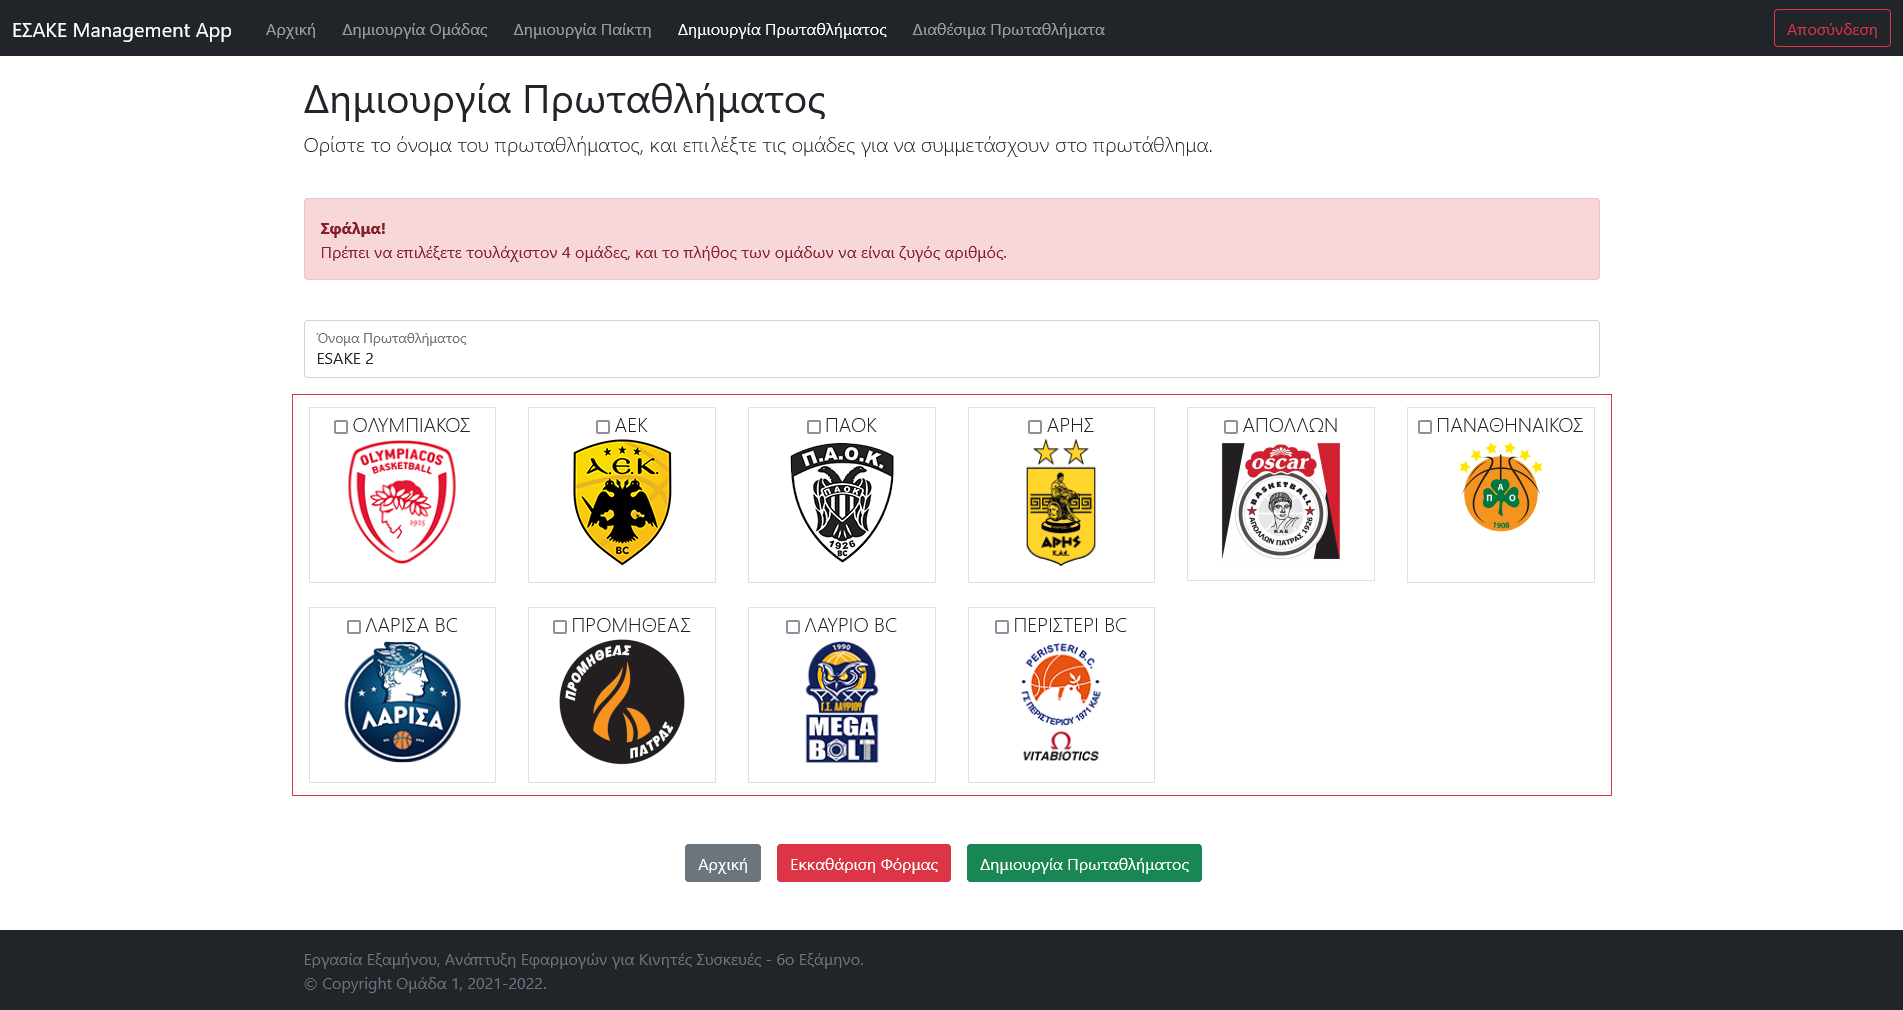 ΕΣΑΚΕ Management App Αρχική Δημιουργία Ομάδας Δημιουργία Παίκτη Δημιουργία Πρωταθλήματος Διαθέσιμα Πρωταθλήματα Αποσύνδεση
Δημιουργία Πρωταθλήματος
Ορίστε το όνομα του πρωταθλήματος, και επιλέξτε τις ομάδες για να συμμετάσχουν στο πρωτάθλημα.
Σφάλμα!
Πρέπει να επιλέξετε τουλάχιστον 4 ομάδες, και το πλήθος των ομάδων να είναι ζυγός αριθμός.
Όνομα Πρωταθλήματος
ESAKE 2
ΟΛΥΜΠΙΑΚΟΣ ΑΕΚ ΠΑΟΚ ΑΡΗΣ ΑΠΟΛΛΩΝ ΠΑΝΑΘΗΝΑΙΚΟΣ
OLYMPIACOS
BASKETBALL
1925
Α.Ε.Κ.
BC
Π.Α.Ο.Κ.
ΠΑΟΚ
1926
BC
ΑΡΗΣ
Κ.Α.Ε.
oscar
BASKETBALL
ΚΑΕ
ΑΠΟΛΛΩΝ ΠΑΤΡΑΣ 1926
Α
Π Ο
1908
ΛΑΡΙΣΑ BC ΠΡΟΜΗΘΕΑΣ ΛΑΥΡΙΟ BC ΠΕΡΙΣΤΕΡΙ BC
ΛΑΡΙΣΑ
ΠΡΟΜΗΘΕΑΣ
ΠΑΤΡΑΣ
1990
Γ.Σ. ΛΑΥΡΙΟΥ
MEGA
BOLT
PERISTERI B.C.
Γ.Σ. ΠΕΡΙΣΤΕΡΙΟΥ 1971 ΚΑΕ
VITABIOTICS
Αρχική Εκκαθάριση Φόρμας Δημιουργία Πρωταθλήματος
Εργασία Εξαμήνου, Ανάπτυξη Εφαρμογών για Κινητές Συσκευές - 6ο Εξάμηνο.
© Copyright Ομάδα 1, 2021-2022.